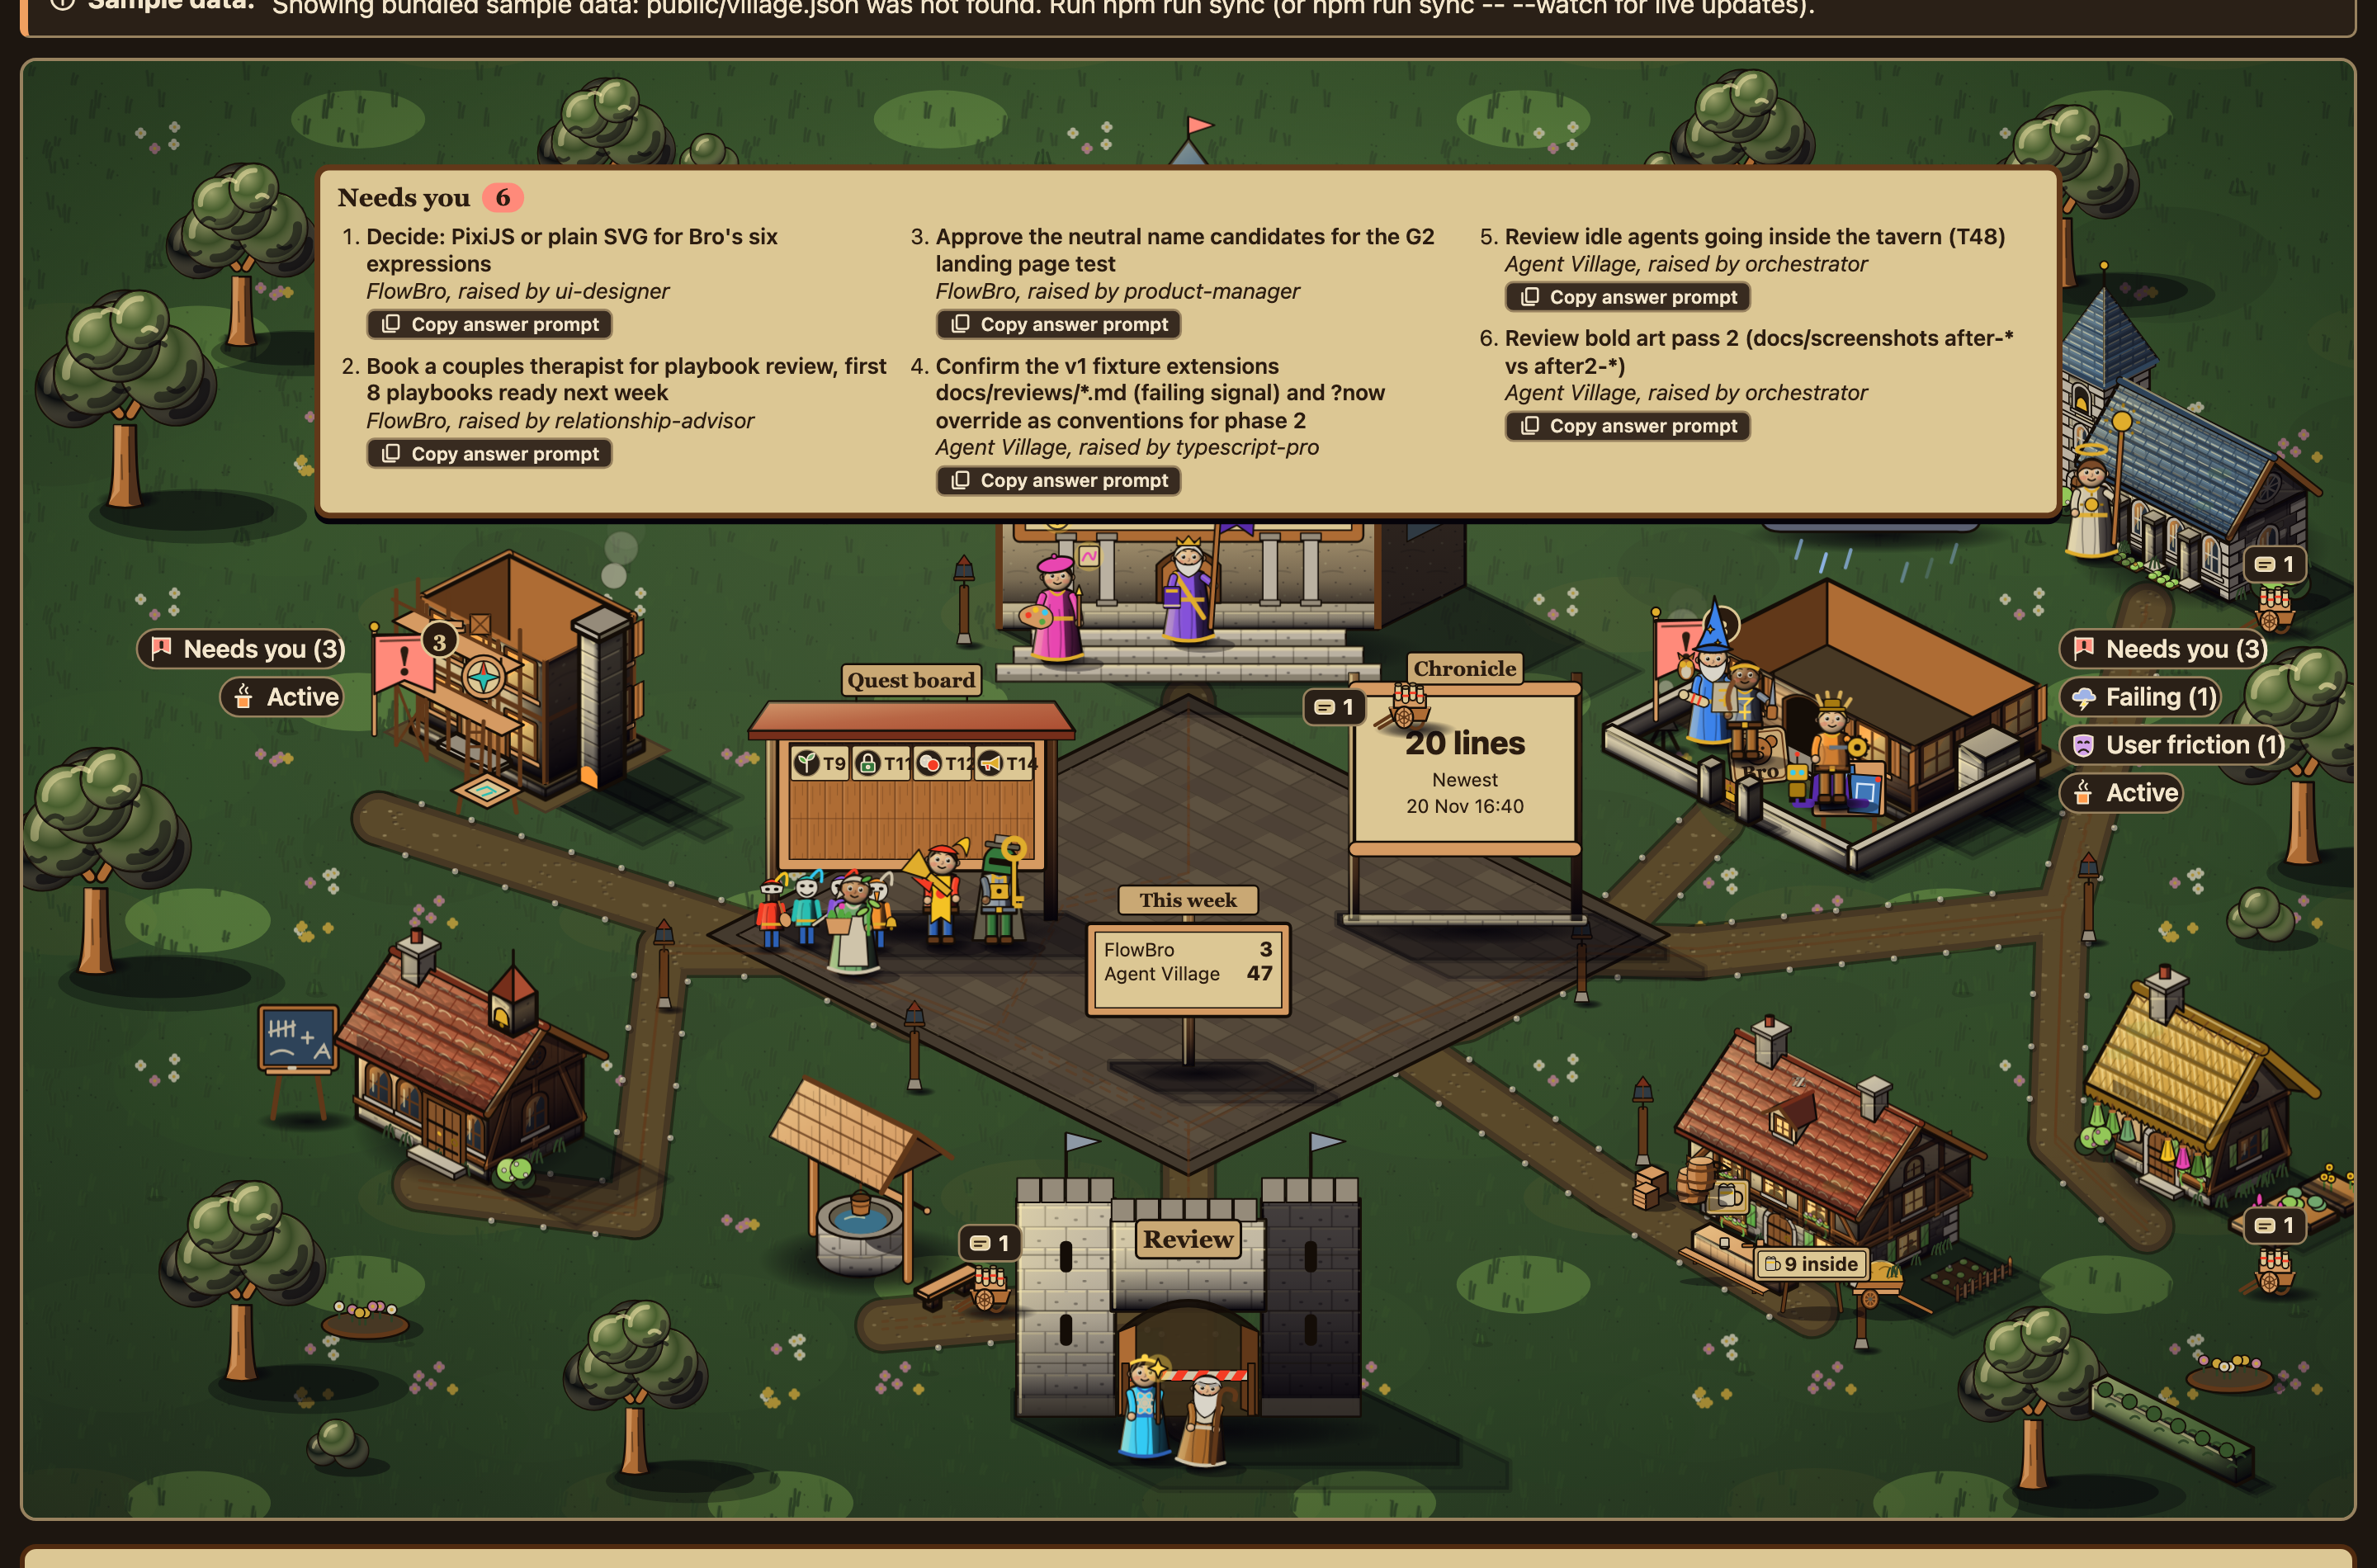 Sample data: Showing bundled sample data: public/village.json was not found. Run npm run sync (or npm run sync -- --watch for live updates).
Needs you 6
1. Decide: PixiJS or plain SVG for Bro's six
expressions
FlowBro, raised by ui-designer
Copy answer prompt
2. Book a couples therapist for playbook review, first
8 playbooks ready next week
FlowBro, raised by relationship-advisor
Copy answer prompt
3. Approve the neutral name candidates for the G2
landing page test
FlowBro, raised by product-manager
Copy answer prompt
4. Confirm the v1 fixture extensions
docs/reviews/*.md (failing signal) and ?now
override as conventions for phase 2
Agent Village, raised by typescript-pro
Copy answer prompt
5. Review idle agents going inside the tavern (T48)
Agent Village, raised by orchestrator
Copy answer prompt
6. Review bold art pass 2 (docs/screenshots after-*
vs after2-*)
Agent Village, raised by orchestrator
Copy answer prompt
1
Needs you (3)
Active
!
3
Quest board
T9 T11 T12 T14
1
Chronicle
20 lines
Newest
20 Nov 16:40
!
Bro
Needs you (3)
Failing (1)
User friction (1)
Active
This week
FlowBro 3
Agent Village 47
+ A
1
Review
9 inside
1